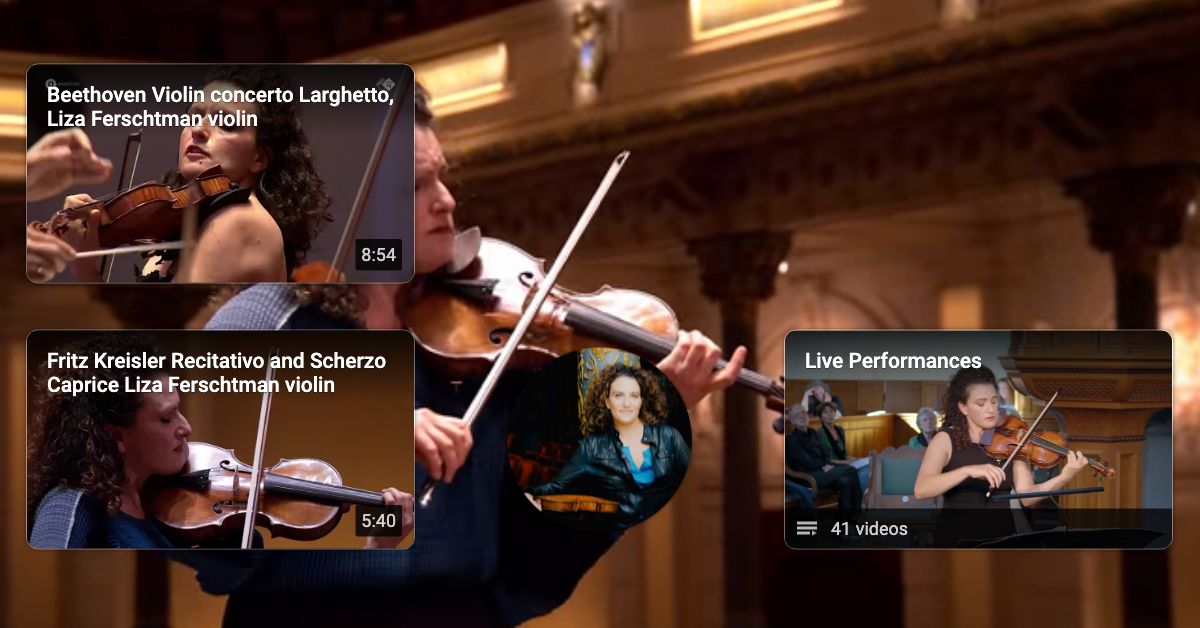 Beethoven Violin concerto Larghetto,
Liza Ferschtman violin
8:54
Fritz Kreisler Recitativo and Scherzo
Caprice Liza Ferschtman violin
5:40
Live Performances
41 videos